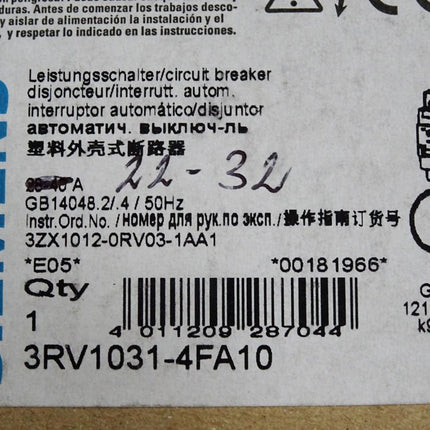 duras. Antes de comenzar los trabajos desco-
y aislar de alimentación la instalación y el
, y respetar lo indicado en las instrucciones.
Leistungsschalter/circuit breaker
disjoncteur/interrutt. autom.
interruptor automático/disjuntor
автоматич. выключ-ль
塑料外壳式断路器
A 22-32
GB14048.2/.4 / 50Hz
Instr.Ord.No. /номер для рук.по эксп./操作指南订货号
3ZX1012-0RV03-1AA1
*E05*
*00181966*
Qty
1
4 011209 287044
3RV1031-4FA10
G
121
k9